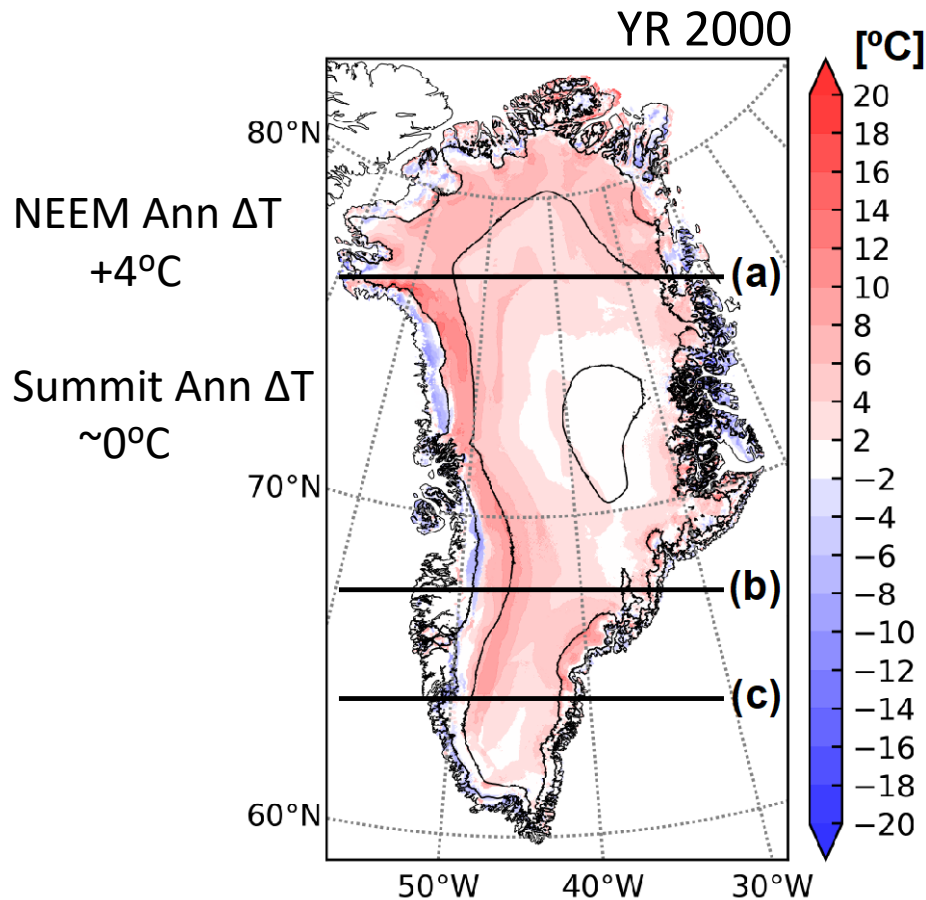 YR 2000
[ºC]
80°N
70°N
60°N
NEEM Ann ΔT
+4ºC
Summit Ann ΔT
~0ºC
(a)
(b)
(c)
20
18
16
14
12
10
8
6
4
2
−2
−4
−6
−8
−10
−12
−14
−16
−18
−20
50°W
40°W
30°W